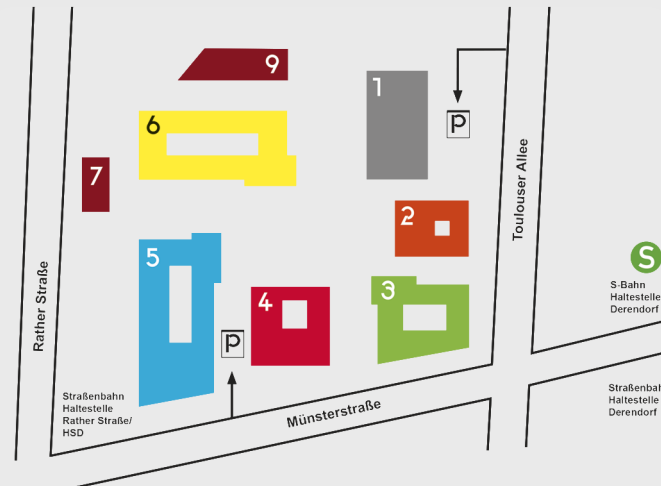 9
1
6
P
7
2
Toulouser Allee
5
S
3
S-Bahn
Haltestelle
Derendorf
4
Rather Straße
P
Straßenbahn
Haltestelle
Rather Straße/
HSD
Münsterstraße
Straßenbah
Haltestelle
Derendorf